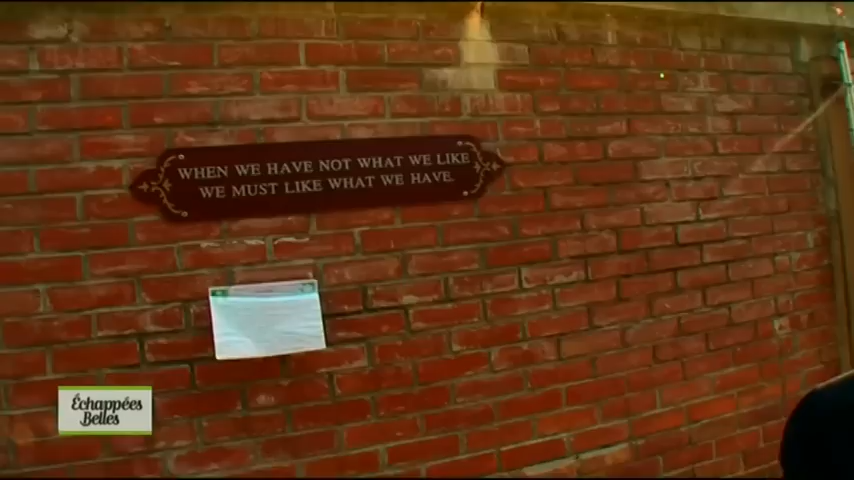 WHEN WE HAVE NOT WHAT WE LIKE
WE MUST LIKE WHAT WE HAVE.
Échappées
Belles